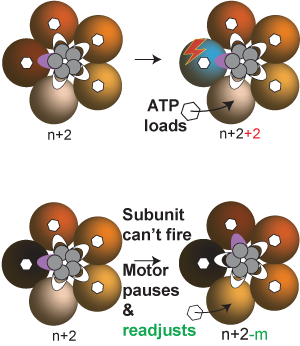 ATP
loads
n+2
n+2+2
Subunit
can't fire
Motor
pauses
&
readjusts
n+2
n+2-m